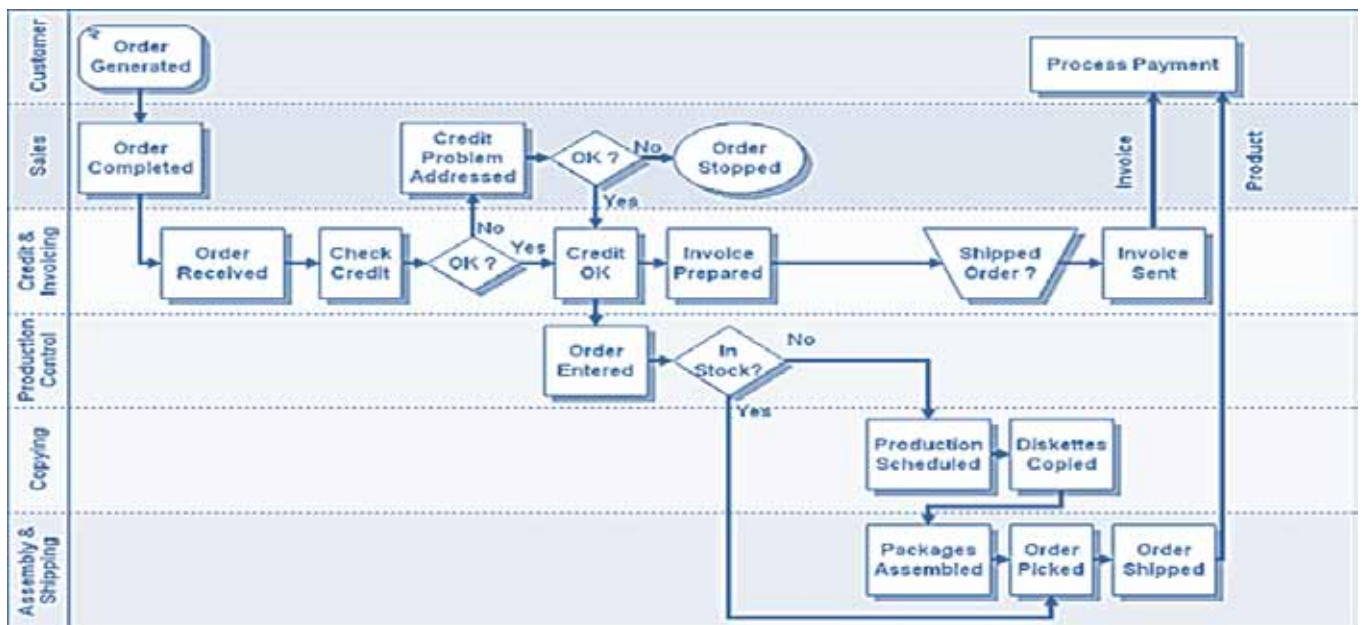 Customer
Order
Generated
Process Payment
Sales
Order
Completed
Credit
Problem
Addressed
OK ?
No
Order
Stopped
Yes
Invoice
Product
Credit &
Invoicing
Order
Received
Check
Credit
No
OK ?
Yes
Credit
OK
Invoice
Prepared
Shipped
Order ?
Invoice
Sent
Production
Control
Order
Entered
In
Stock?
No
Yes
Copying
Production
Scheduled
Diskettes
Copied
Assembly &
Shipping
Packages
Assembled
Order
Picked
Order
Shipped